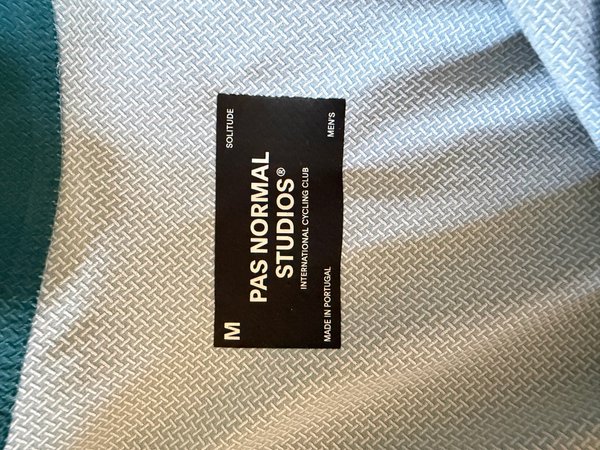 M
SOLITUDE
PAS NORMAL
STUDIOS®
INTERNATIONAL CYCLING CLUB
MADE IN PORTUGAL
MEN'S